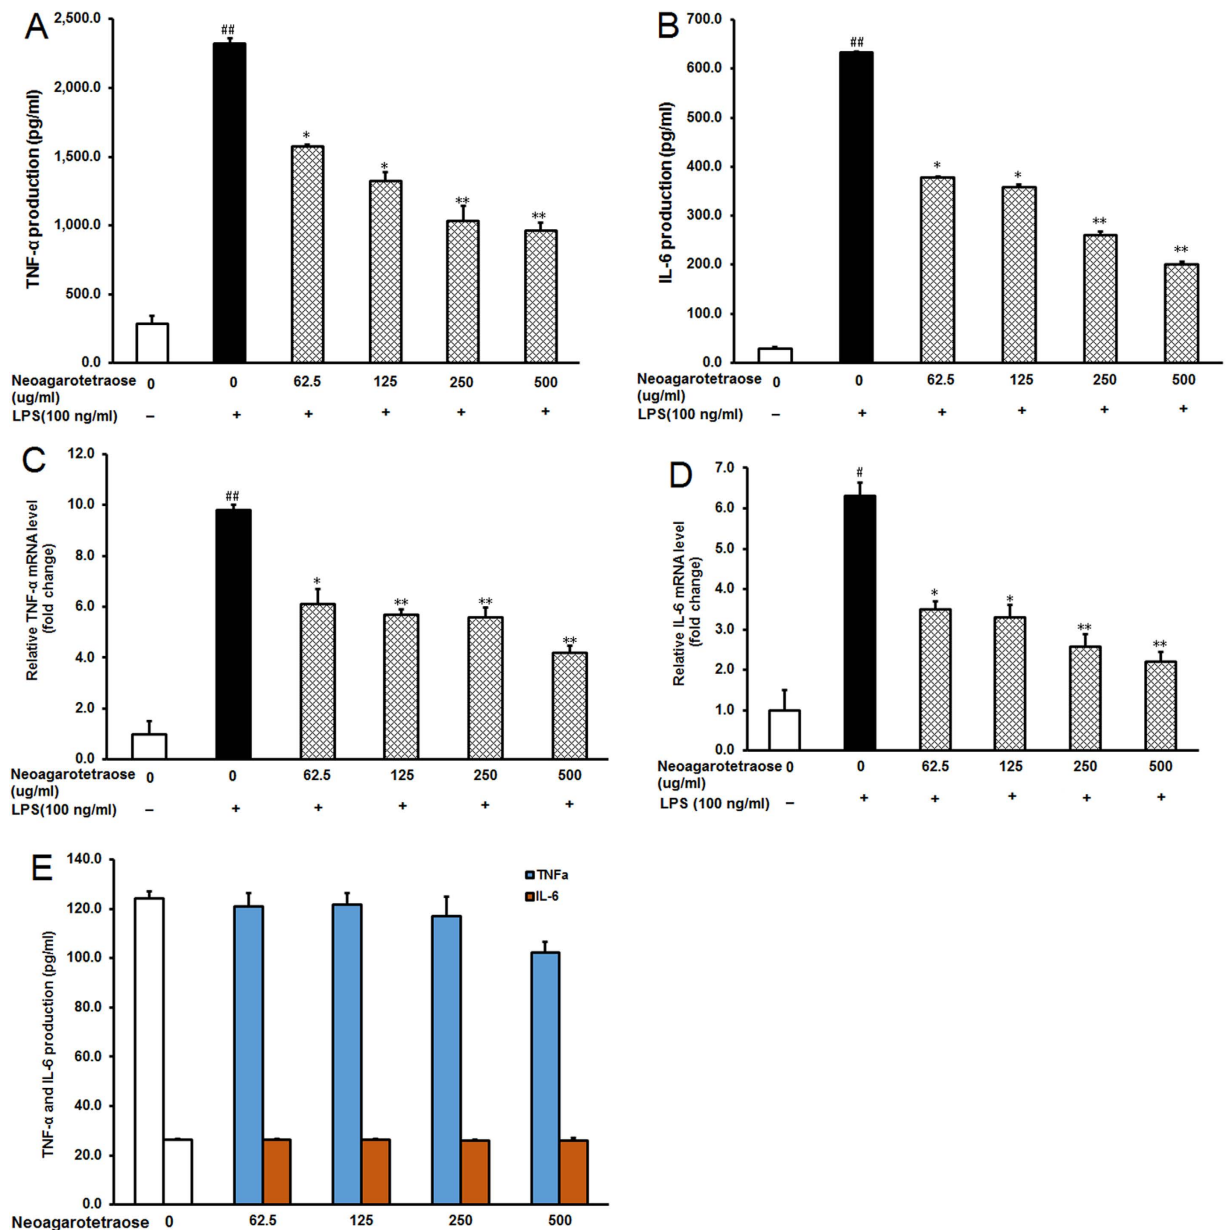 A
TNF-α production (pg/ml)
2,500.0
2,000.0
1,500.0
1,000.0
500.0
0.0
## * * ** **
Neoagarotetraose 0 0 62.5 125 250 500
(ug/ml)
LPS(100 ng/ml) – + + + + +
B
IL-6 production (pg/ml)
700.0
600.0
500.0
400.0
300.0
200.0
100.0
0.0
## * * ** **
Neoagarotetraose 0 0 62.5 125 250 500
(ug/ml)
LPS(100 ng/ml) – + + + + +
C
Relative TNF-α mRNA level
(fold change)
12.0
10.0
8.0
6.0
4.0
2.0
0.0
## * ** ** **
Neoagarotetraose 0 0 62.5 125 250 500
(ug/ml)
LPS(100 ng/ml) – + + + + +
D
Relative IL-6 mRNA level
(fold change)
7.0
6.0
5.0
4.0
3.0
2.0
1.0
0.0
# * * ** **
Neoagarotetraose 0 0 62.5 125 250 500
(ug/ml)
LPS (100 ng/ml) – + + + + +
E
TNF-α and IL-6 production (pg/ml)
140.0
120.0
100.0
80.0
60.0
40.0
20.0
0.0
TNFa
IL-6
Neoagarotetraose 0 62.5 125 250 500